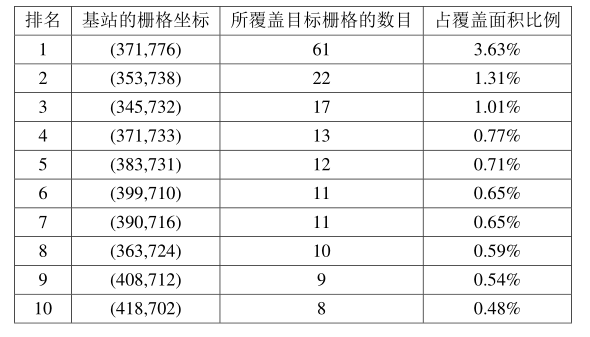 排名 基站的栅格坐标 所覆盖目标栅格的数目 占覆盖面积比例
1 (371,776) 61 3.63%
2 (353,738) 22 1.31%
3 (345,732) 17 1.01%
4 (371,733) 13 0.77%
5 (383,731) 12 0.71%
6 (399,710) 11 0.65%
7 (390,716) 11 0.65%
8 (363,724) 10 0.59%
9 (408,712) 9 0.54%
10 (418,702) 8 0.48%